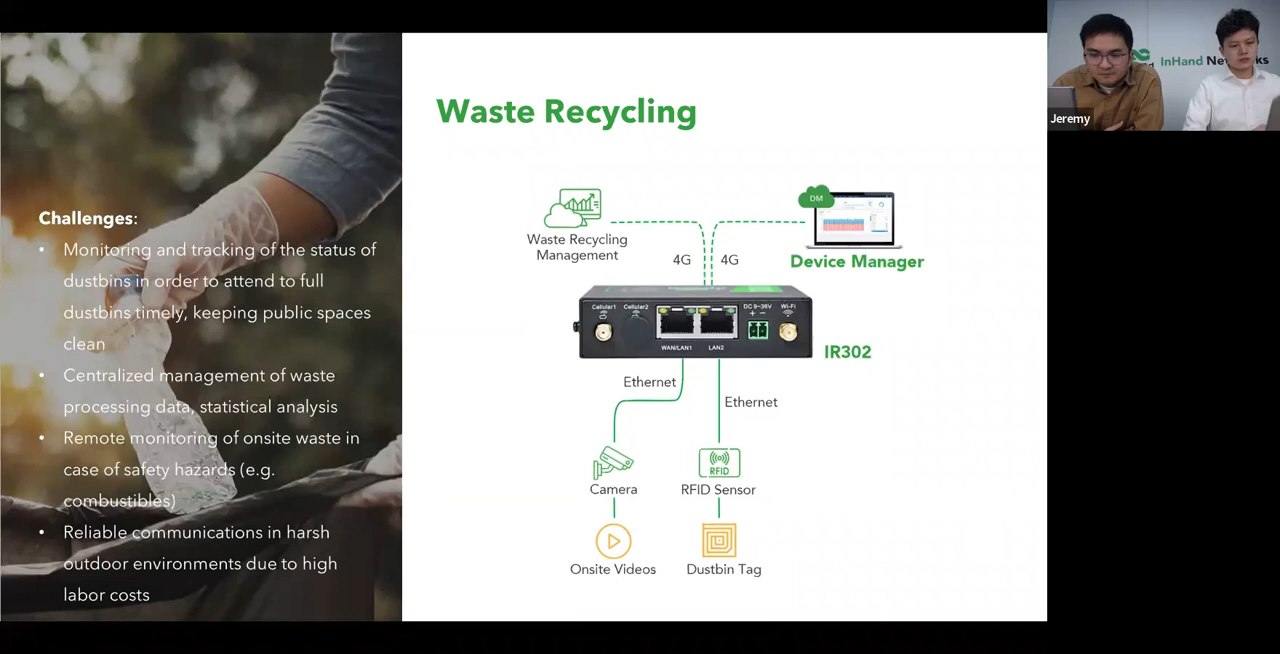 Waste Recycling
Challenges:
• Monitoring and tracking of the status of
dustbins in order to attend to full
dustbins timely, keeping public spaces
clean
• Centralized management of waste
processing data, statistical analysis
• Remote monitoring of onsite waste in
case of safety hazards (e.g.
combustibles)
• Reliable communications in harsh
outdoor environments due to high
labor costs
Waste Recycling
Management
4G
4G
DM
Device Manager
Cellular1
Cellular2
DC 9~36V
+ −
Wi-Fi
WAN/LAN1
LAN2
IR302
Ethernet
Ethernet
Camera
RFID
RFID Sensor
Onsite Videos
Dustbin Tag
InHand
Jeremy